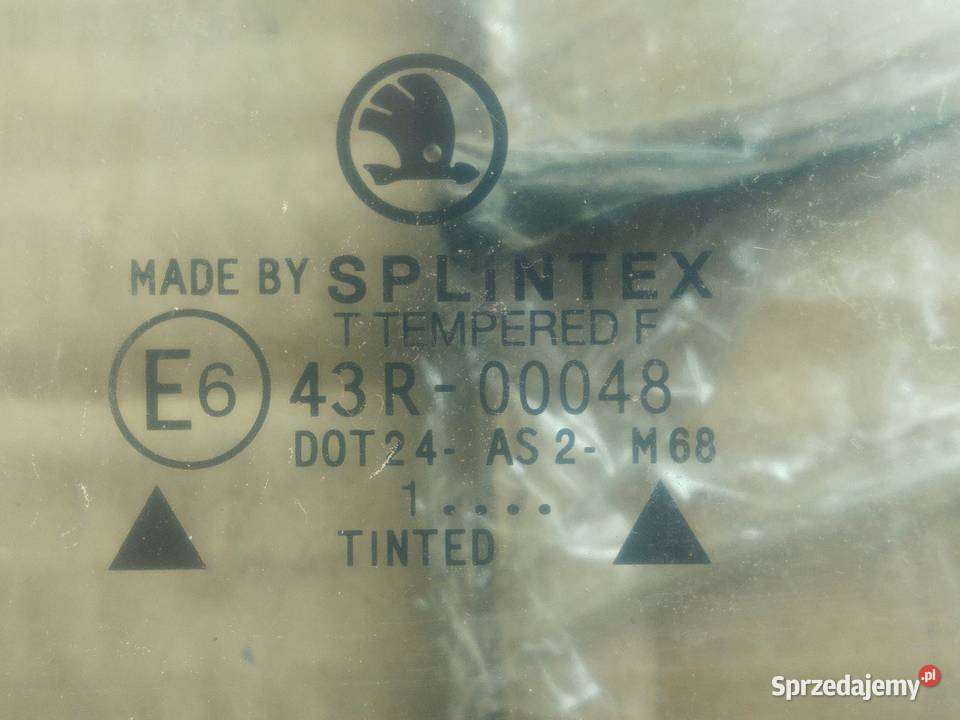 MADE BY SPLiNTEX
T TEMPERED F
E6 43R-00048
DOT24- AS2- M68
1....
TINTED
Sprzedajemy.pl